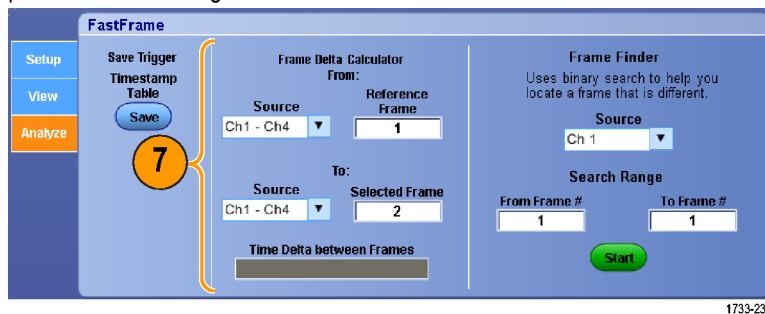 FastFrame
Setup
View
Analyze
Save Trigger
Timestamp
Table
Save
7
Frame Delta Calculator
From:
Source
Reference
Frame
Ch1 - Ch4
1
To:
Source
Selected Frame
Ch1 - Ch4
2
Time Delta between Frames
Frame Finder
Uses binary search to help you
locate a frame that is different.
Source
Ch 1
Search Range
From Frame #
To Frame #
1
1
Start
1733-23